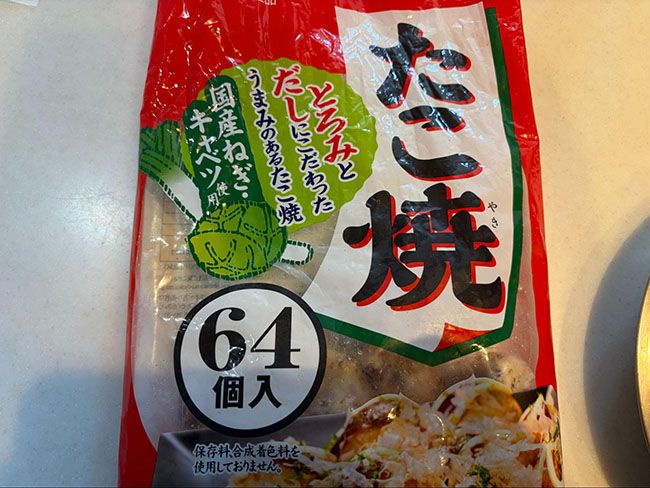 品
たこ焼
やき
とろみと
だしにこだわった
うまみのあるたこ焼
国産ねぎ・
キャベツ使用
64
個入
保存料、合成着色料を
使用しておりません。